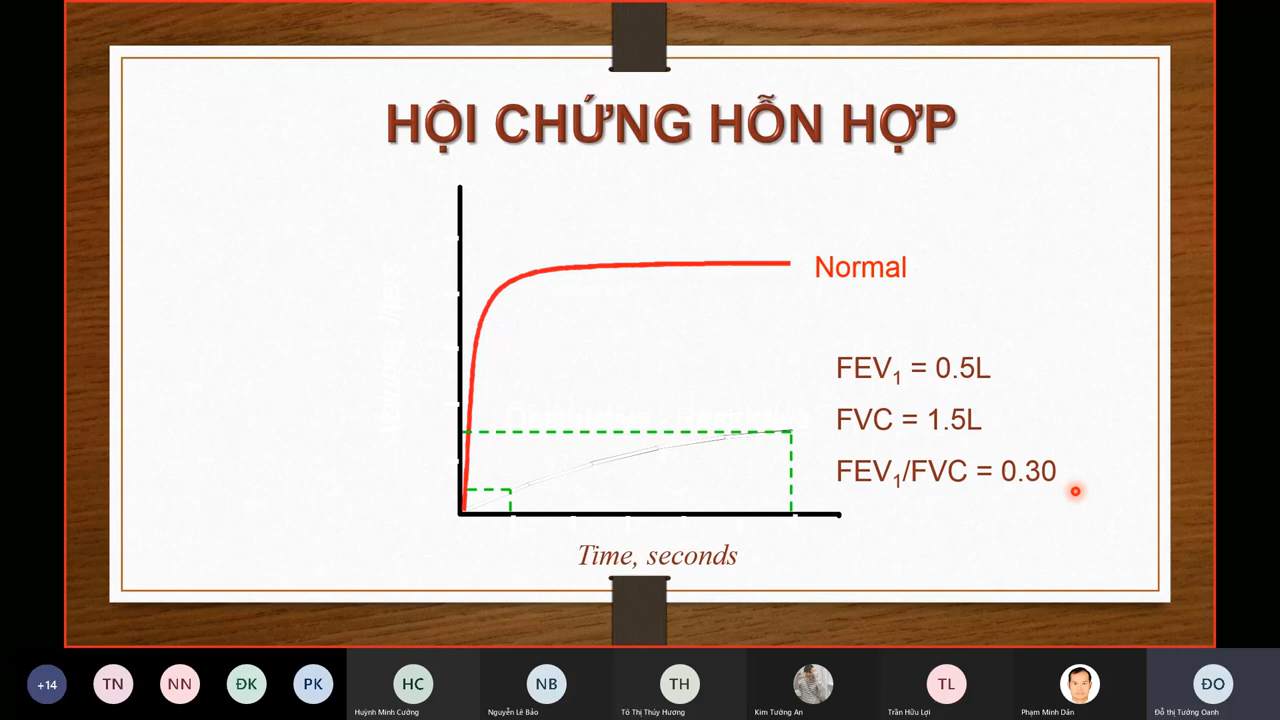 HỘI CHỨNG HỖN HỢP
Normal
FEV₁ = 0.5L
FVC = 1.5L
FEV₁/FVC = 0.30
Time, seconds
+14
TN
NN
ĐK
PK
HC
NB
TH
TL
ĐO
Huỳnh Minh Cường
Nguyễn Lê Bảo
Tô Thị Thúy Hương
Kim Tường An
Trần Hữu Lợi
Phạm Minh Dân
Đỗ thị Tường Oanh